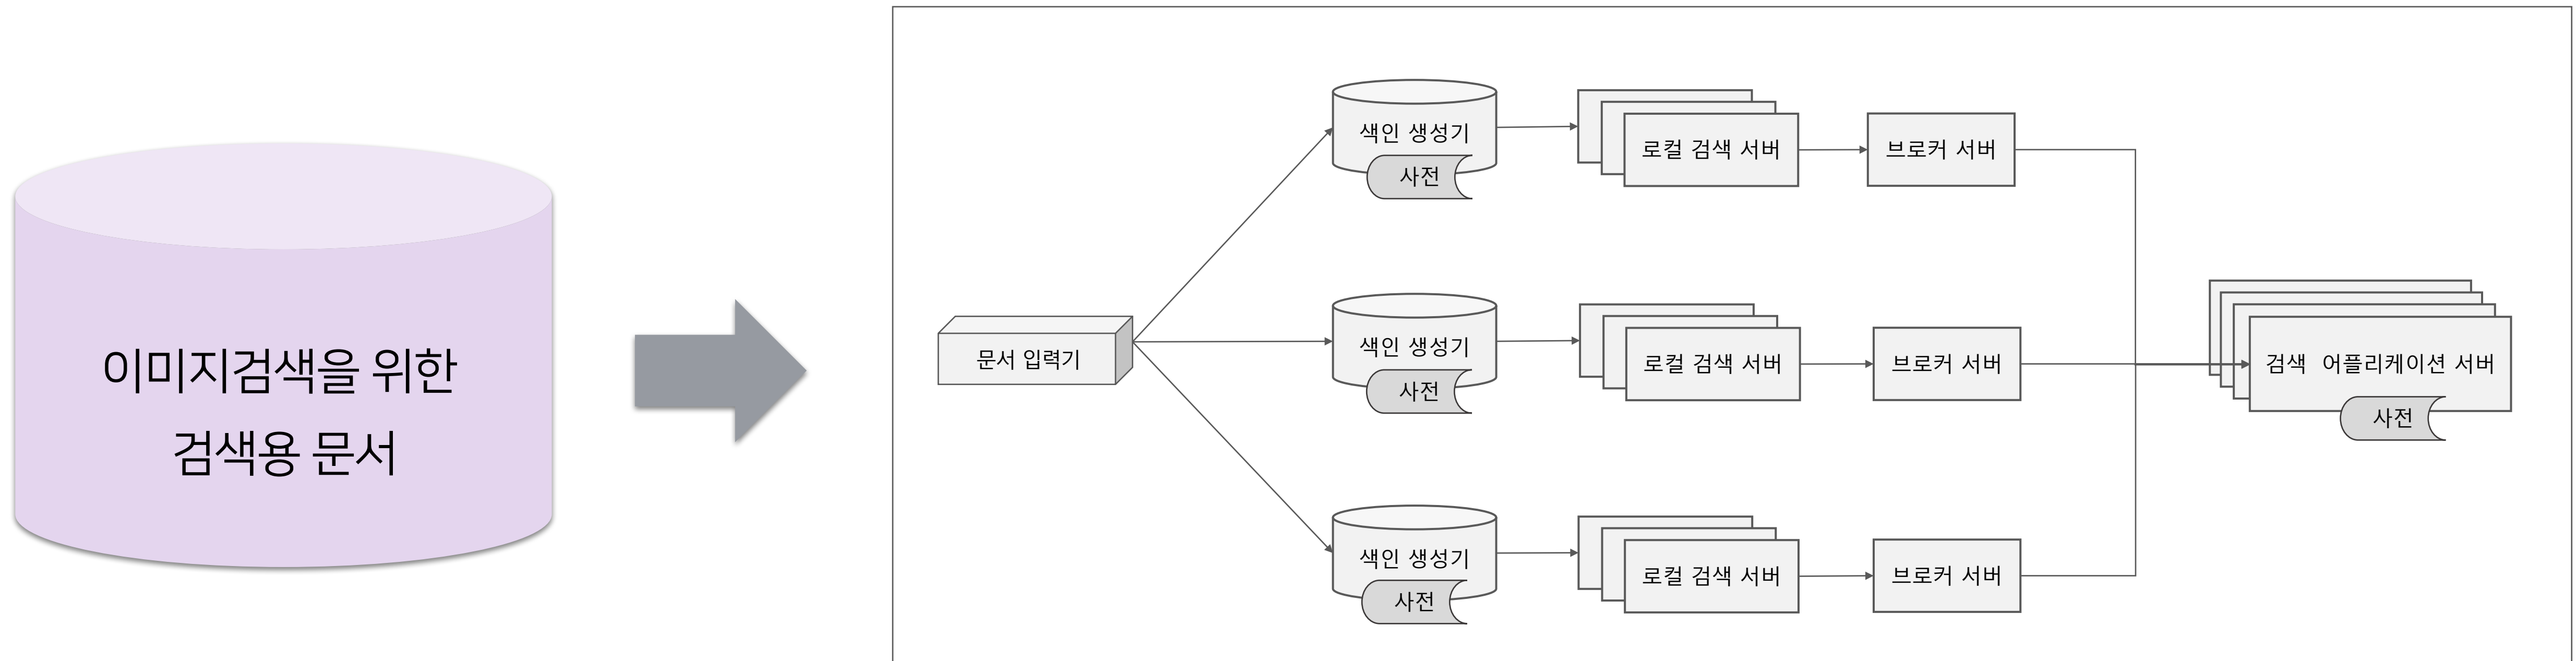 이미지검색을 위한
검색용 문서
문서 입력기
색인 생성기
사전
로컬 검색 서버
브로커 서버
색인 생성기
사전
로컬 검색 서버
브로커 서버
색인 생성기
사전
로컬 검색 서버
브로커 서버
검색 어플리케이션 서버
사전